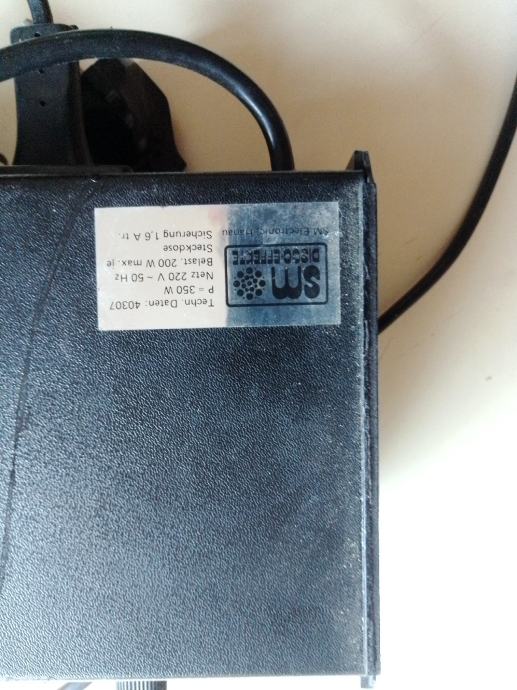 SM
DISCO-EFFECTE
SM Electronic, Hanau
Techn. Daten: 40307
P = 350 W
Netz 220 V ~ 50 Hz
Belast. 200 W max. je
Steckdose
Sicherung 1,6 A tr.